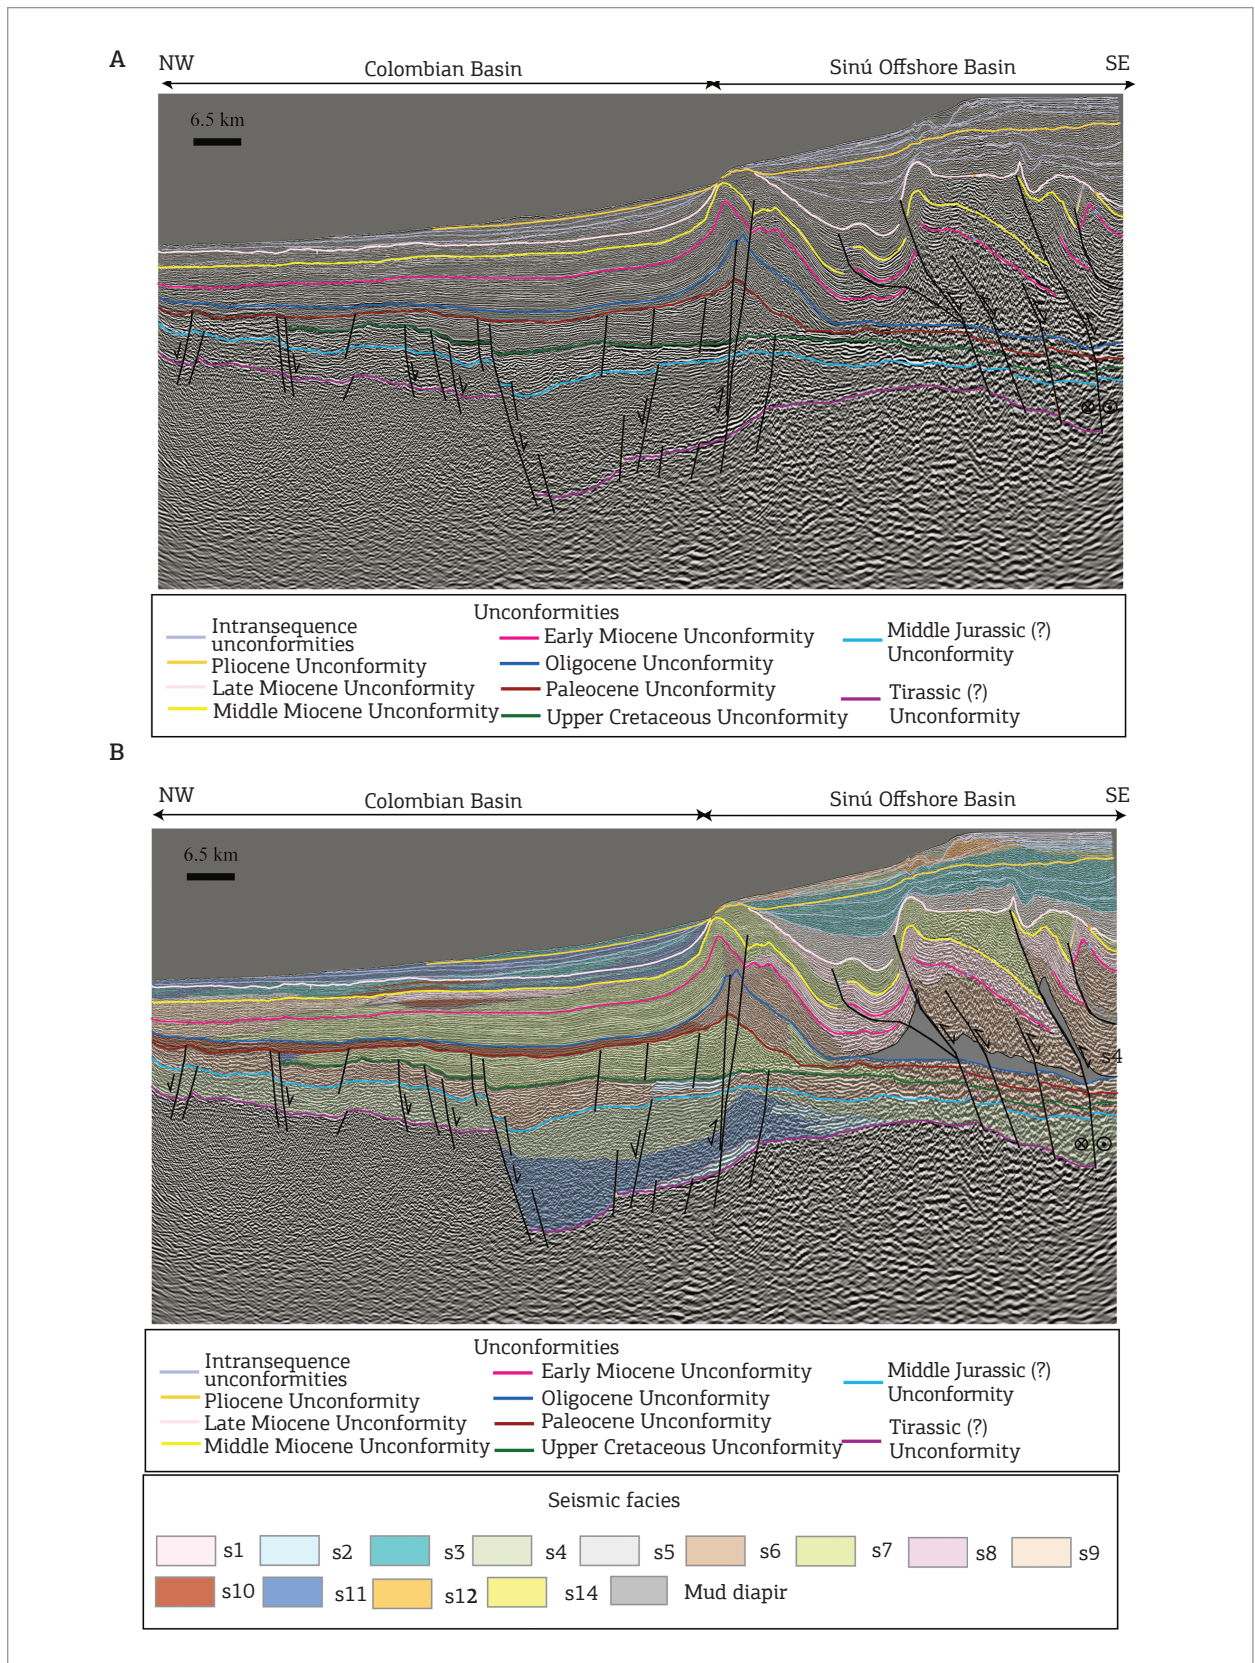 A
NW
Colombian Basin
Sinú Offshore Basin
SE
6.5 km
Unconformities
Intransequence
unconformities
Pliocene Unconformity
Late Miocene Unconformity
Middle Miocene Unconformity
Early Miocene Unconformity
Oligocene Unconformity
Paleocene Unconformity
Upper Cretaceous Unconformity
Middle Jurassic (?)
Unconformity
Tirassic (?)
Unconformity
B
NW
Colombian Basin
Sinú Offshore Basin
SE
6.5 km
s4
Unconformities
Intransequence
unconformities
Pliocene Unconformity
Late Miocene Unconformity
Middle Miocene Unconformity
Early Miocene Unconformity
Oligocene Unconformity
Paleocene Unconformity
Upper Cretaceous Unconformity
Middle Jurassic (?)
Unconformity
Tirassic (?)
Unconformity
Seismic facies
s1 s2 s3 s4 s5 s6 s7 s8 s9
s10 s11 s12 s14 Mud diapir